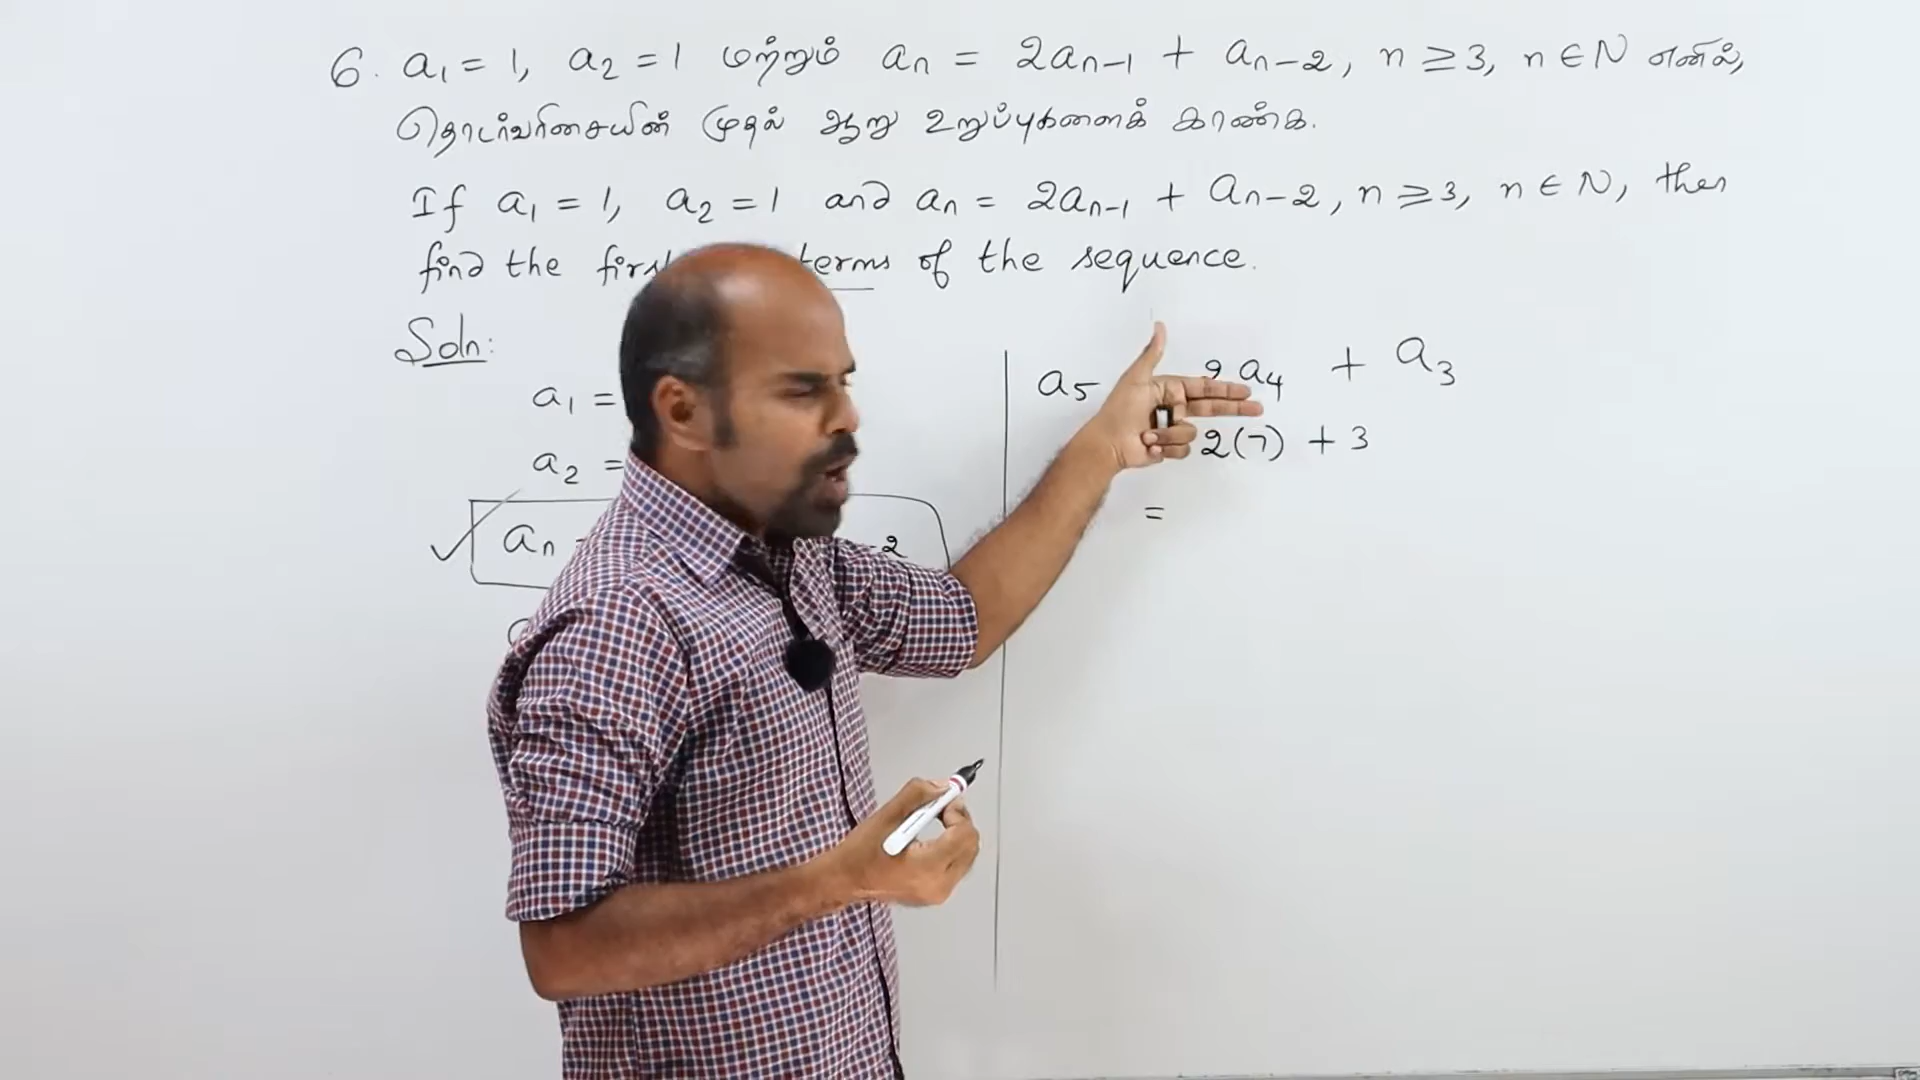 6. a₁ = 1, a₂ = 1 மற்றும் aₙ = 2aₙ₋₁ + aₙ₋₂, n ≥ 3, n ∈ N எனில்,
தொடர்வரிசையின் முதல் ஆறு உறுப்புகளைக் காண்க.
If a₁ = 1, a₂ = 1 and aₙ = 2aₙ₋₁ + aₙ₋₂, n ≥ 3, n ∈ N, then
find the terms of the sequence.
Soln:
a₁ =
a₂ =
aₙ -2
a₅ 2a₄ + a₃
2(7) + 3
=